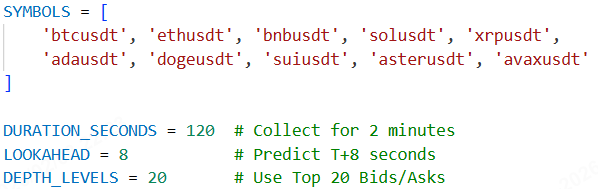 SYMBOLS = [
    'btcusdt', 'ethusdt', 'bnbusdt', 'solusdt', 'xrpusdt',
    'adausdt', 'dogeusdt', 'suiusdt', 'asterusdt', 'avaxusdt'
]
DURATION_SECONDS = 120  # Collect for 2 minutes
LOOKAHEAD = 8           # Predict T+8 seconds
DEPTH_LEVELS = 20       # Use Top 20 Bids/Asks